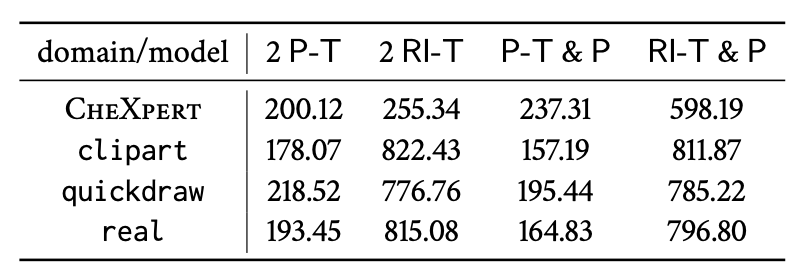 domain/model 2 P-T 2 RI-T P-T & P RI-T & P
CheXpert 200.12 255.34 237.31 598.19
clipart 178.07 822.43 157.19 811.87
quickdraw 218.52 776.76 195.44 785.22
real 193.45 815.08 164.83 796.80